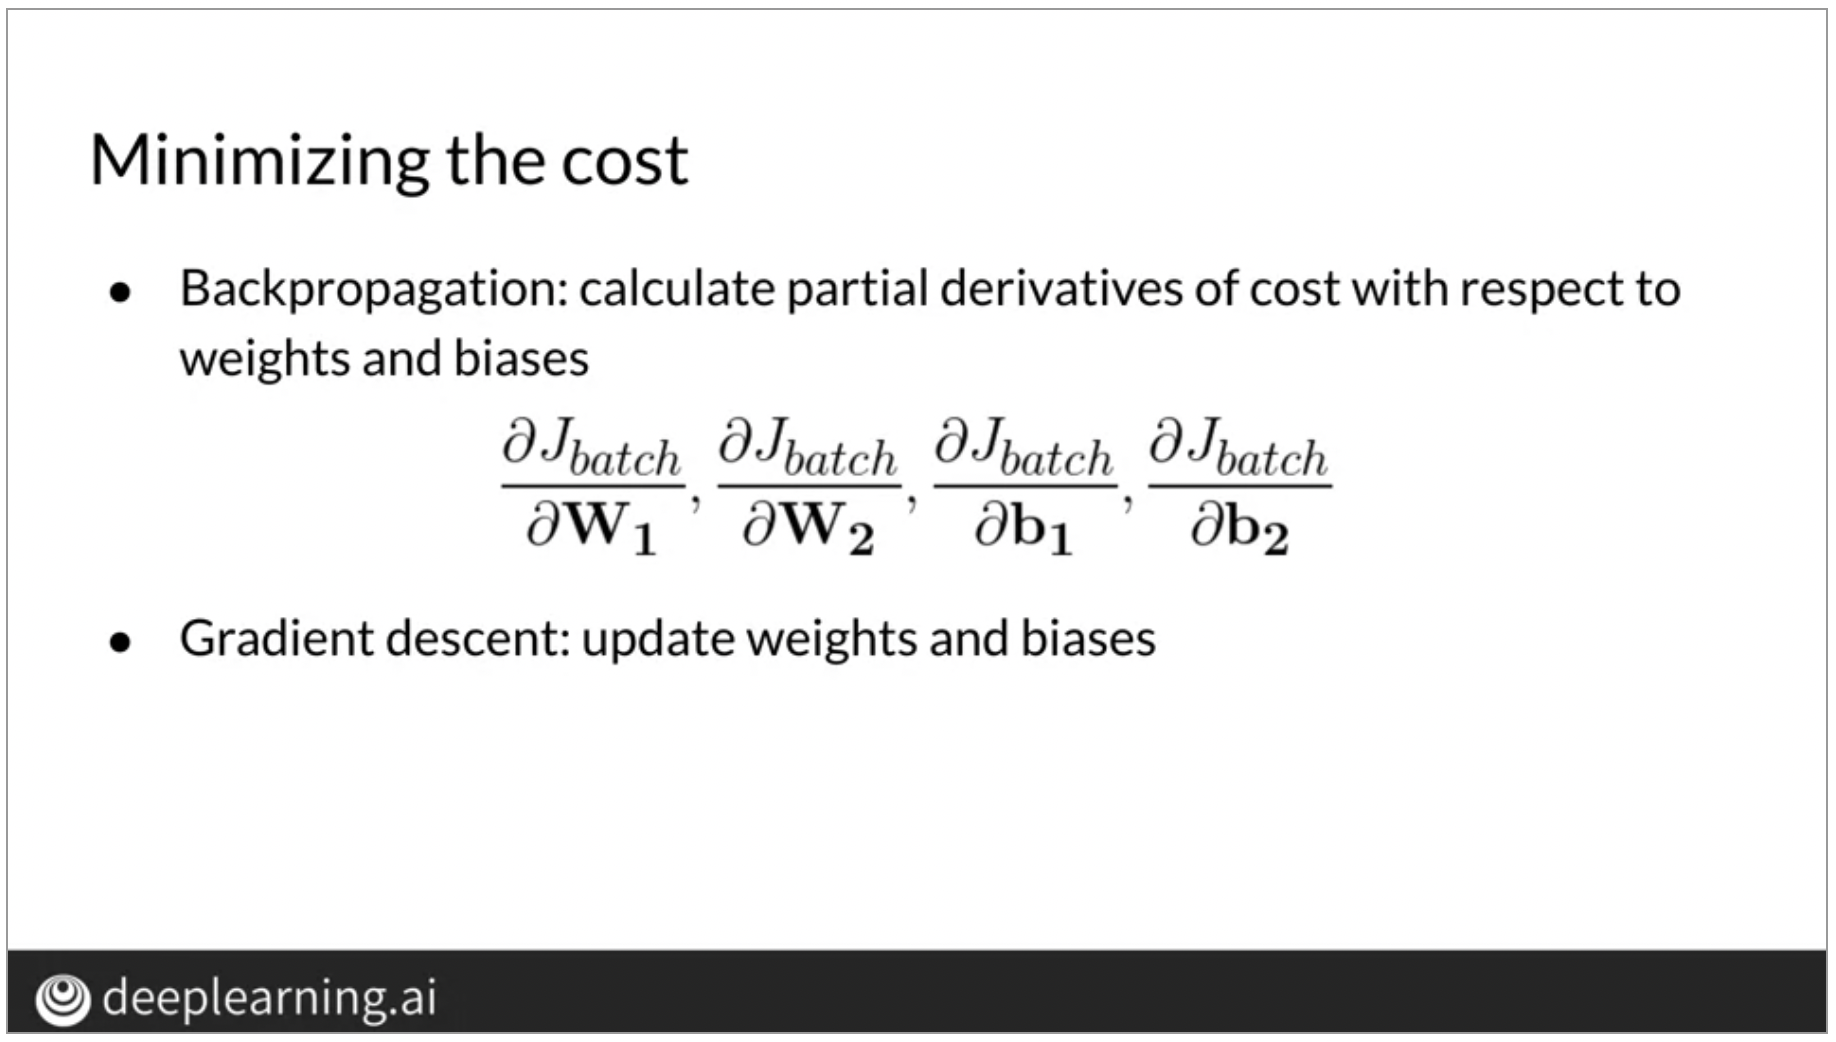 Minimizing the cost
● Backpropagation: calculate partial derivatives of cost with respect to
weights and biases
∂J_batch/∂W_1, ∂J_batch/∂W_2, ∂J_batch/∂b_1, ∂J_batch/∂b_2
● Gradient descent: update weights and biases
deeplearning.ai